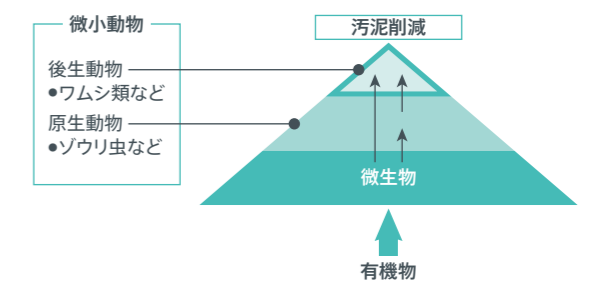 微小動物
後生動物
●ワムシ類など
原生動物
●ゾウリ虫など
汚泥削減
微生物
有機物